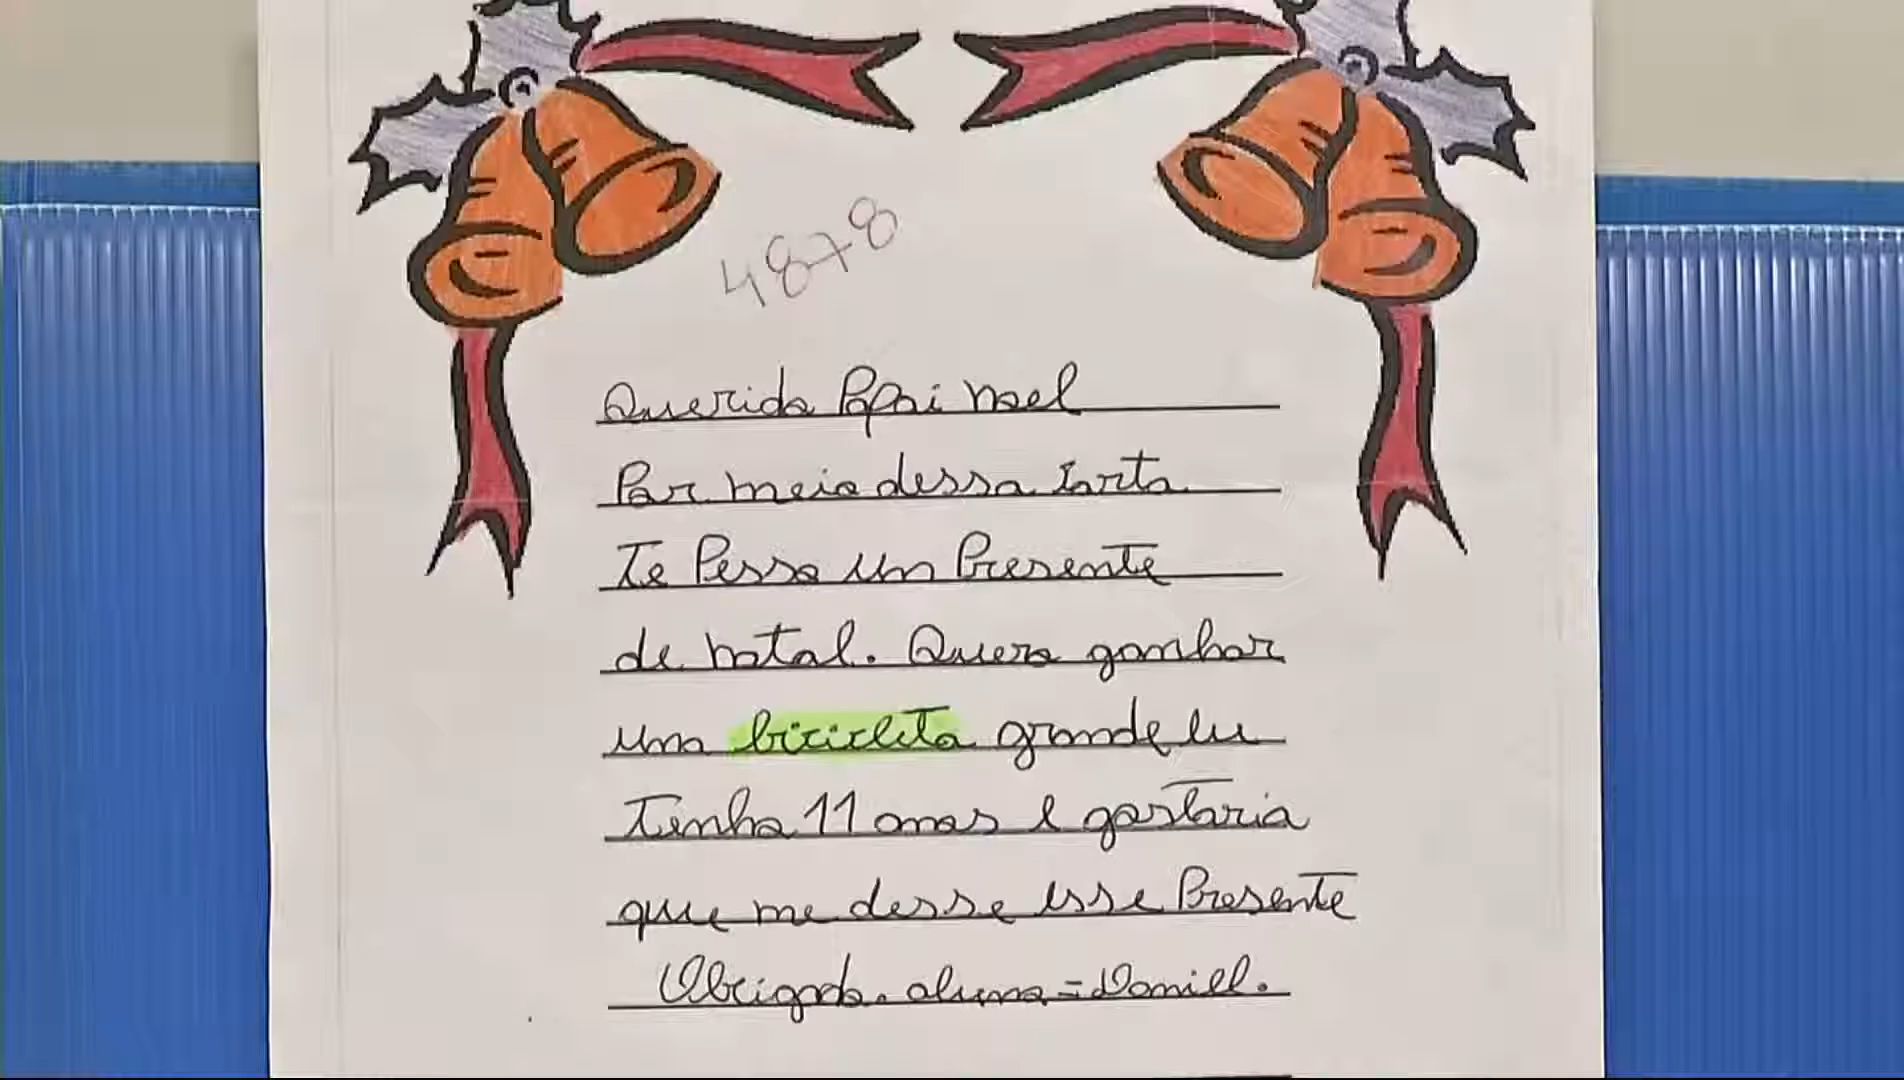 4878
Querido Papai Noel
Por meio dessa carta
Te Pesso um Presente
de natal. Quero ganhar
uma bicicleta grande eu
Tenho 11 anos e gostaria
que me desse esse Presente
Obrigado. aluno = Daniel.